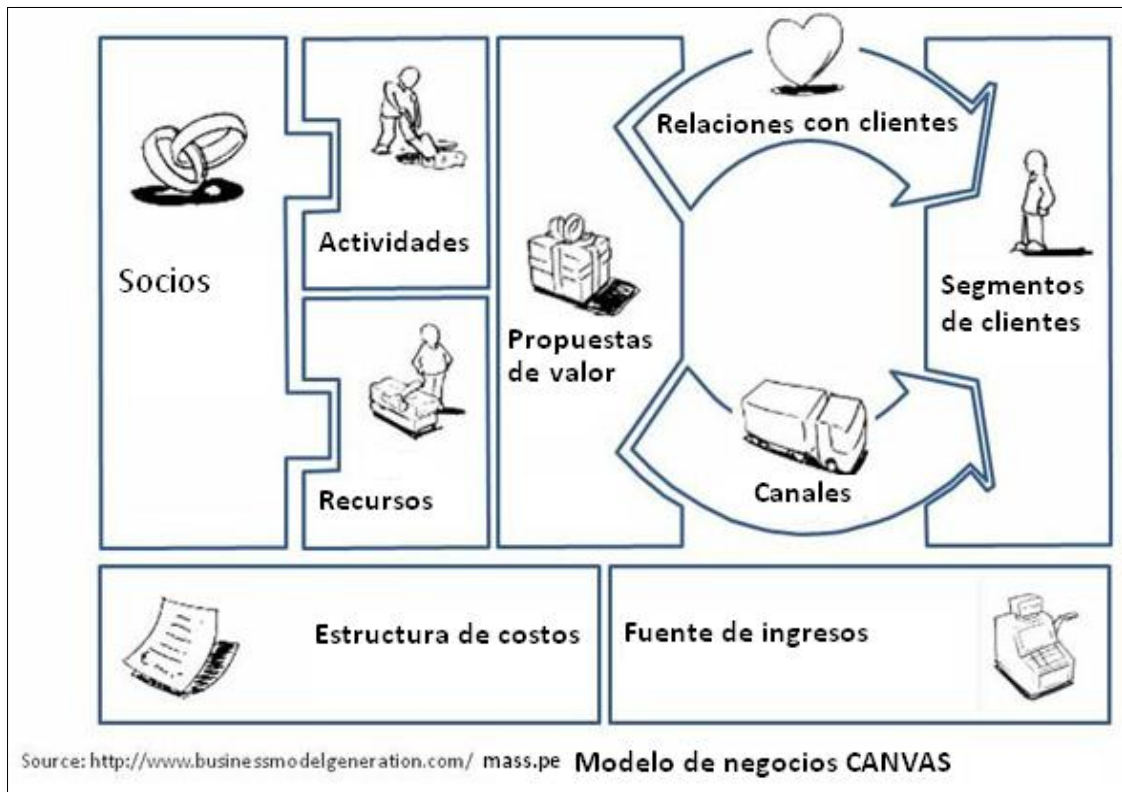 Relaciones con clientes
Actividades
Socios
Segmentos
de clientes
Propuestas
de valor
Recursos
Canales
Estructura de costos
Fuente de ingresos
Source: http://www.businessmodelgeneration.com/ mass.pe Modelo de negocios CANVAS